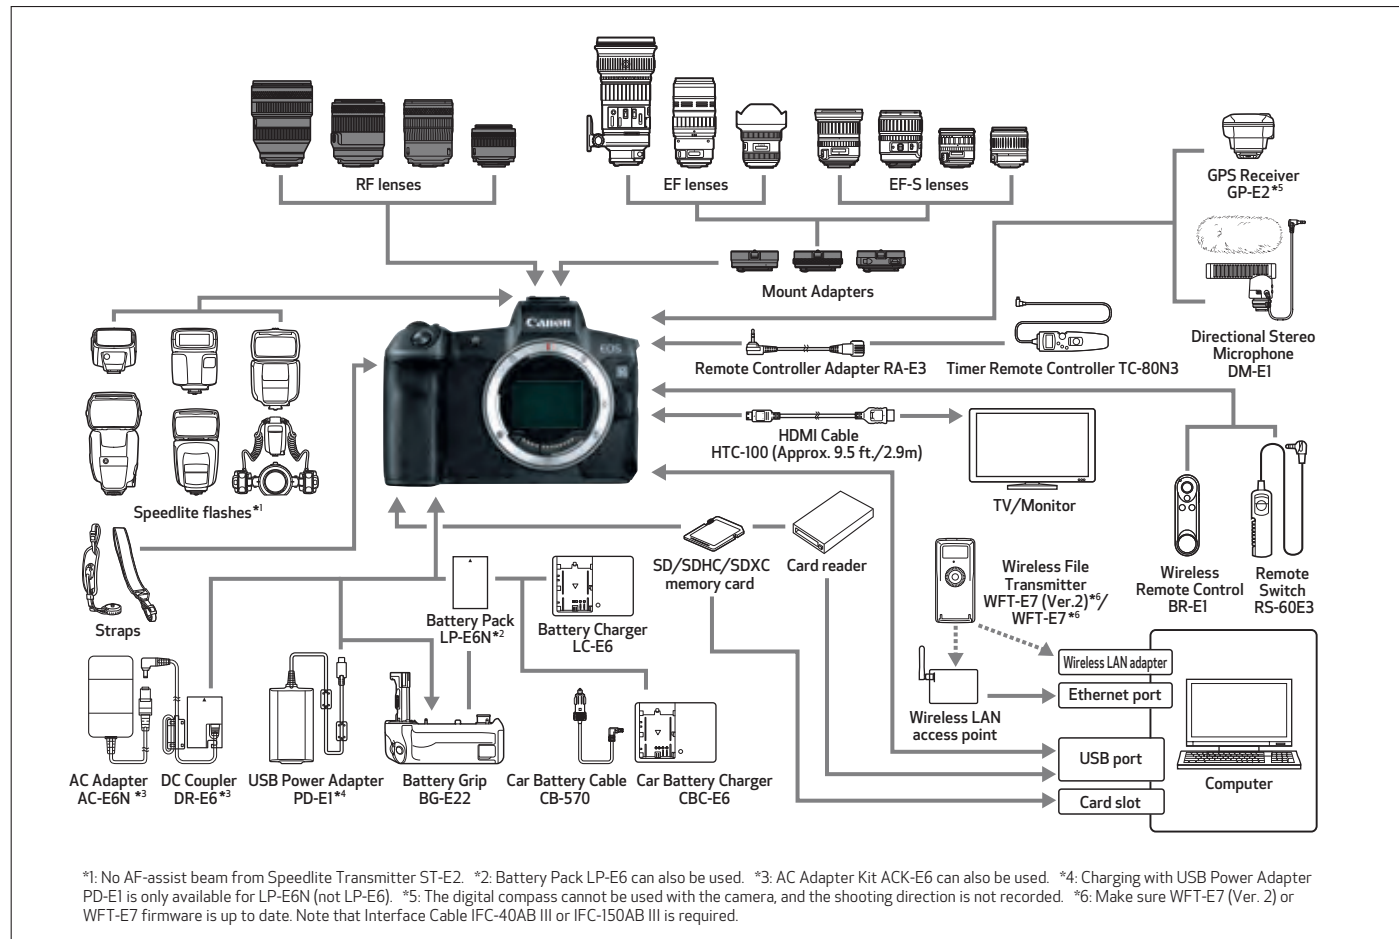 RF lenses
EF lenses
EF-S lenses
GPS Receiver
GP-E2*5
Mount Adapters
Canon
EOS
R
Directional Stereo
Microphone
DM-E1
Remote Controller Adapter RA-E3
Timer Remote Controller TC-80N3
HDMI Cable
HTC-100 (Approx. 9.5 ft./2.9m)
TV/Monitor
Speedlite flashes*1
SD/SDHC/SDXC
memory card
Card reader
Wireless File
Transmitter
WFT-E7 (Ver.2)*6/
WFT-E7*6
Wireless
Remote Control
BR-E1
Remote
Switch
RS-60E3
Straps
Battery Pack
LP-E6N*2
Battery Charger
LC-E6
Wireless LAN adapter
Ethernet port
Wireless LAN
access point
USB port
Card slot
Computer
AC Adapter
AC-E6N *3
DC Coupler
DR-E6*3
USB Power Adapter
PD-E1*4
Battery Grip
BG-E22
Car Battery Cable
CB-570
Car Battery Charger
CBC-E6
*1: No AF-assist beam from Speedlite Transmitter ST-E2. *2: Battery Pack LP-E6 can also be used. *3: AC Adapter Kit ACK-E6 can also be used. *4: Charging with USB Power Adapter
PD-E1 is only available for LP-E6N (not LP-E6). *5: The digital compass cannot be used with the camera, and the shooting direction is not recorded. *6: Make sure WFT-E7 (Ver. 2) or
WFT-E7 firmware is up to date. Note that Interface Cable IFC-40AB III or IFC-150AB III is required.